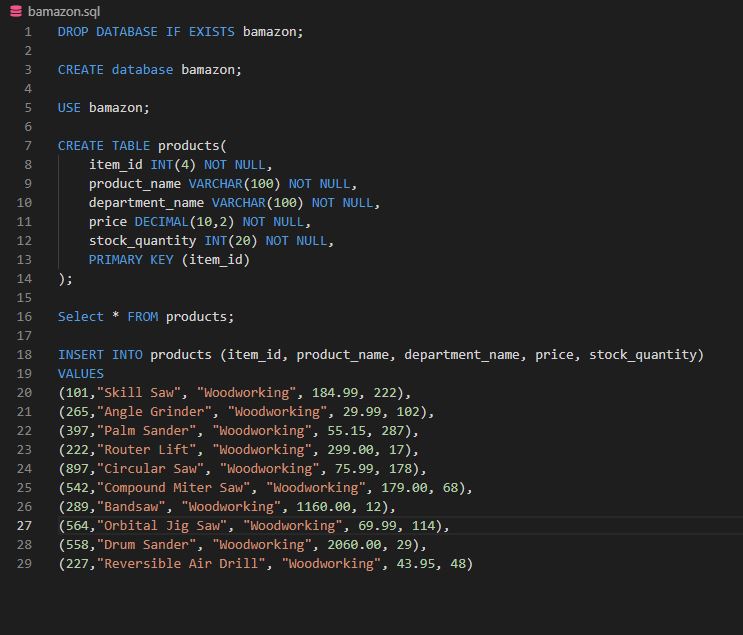 bamazon.sql
1 DROP DATABASE IF EXISTS bamazon;
2
3 CREATE database bamazon;
4
5 USE bamazon;
6
7 CREATE TABLE products(
8     item_id INT(4) NOT NULL,
9     product_name VARCHAR(100) NOT NULL,
10     department_name VARCHAR(100) NOT NULL,
11     price DECIMAL(10,2) NOT NULL,
12     stock_quantity INT(20) NOT NULL,
13     PRIMARY KEY (item_id)
14 );
15
16 Select * FROM products;
17
18 INSERT INTO products (item_id, product_name, department_name, price, stock_quantity)
19 VALUES
20 (101,"Skill Saw", "Woodworking", 184.99, 222),
21 (265,"Angle Grinder", "Woodworking", 29.99, 102),
22 (397,"Palm Sander", "Woodworking", 55.15, 287),
23 (222,"Router Lift", "Woodworking", 299.00, 17),
24 (897,"Circular Saw", "Woodworking", 75.99, 178),
25 (542,"Compound Miter Saw", "Woodworking", 179.00, 68),
26 (289,"Bandsaw", "Woodworking", 1160.00, 12),
27 (564,"Orbital Jig Saw", "Woodworking", 69.99, 114),
28 (558,"Drum Sander", "Woodworking", 2060.00, 29),
29 (227,"Reversible Air Drill", "Woodworking", 43.95, 48)